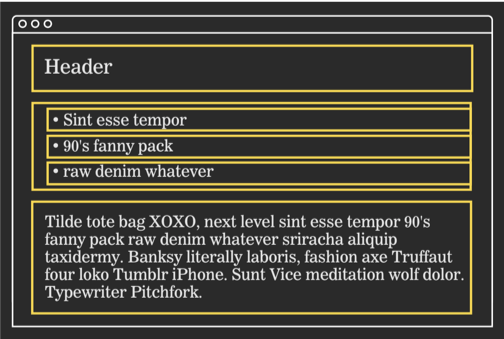 Header
• Sint esse tempor
• 90's fanny pack
• raw denim whatever
Tilde tote bag XOXO, next level sint esse tempor 90's
fanny pack raw denim whatever sriracha aliquip
taxidermy. Banksy literally laboris, fashion axe Truffaut
four loko Tumblr iPhone. Sunt Vice meditation wolf dolor.
Typewriter Pitchfork.